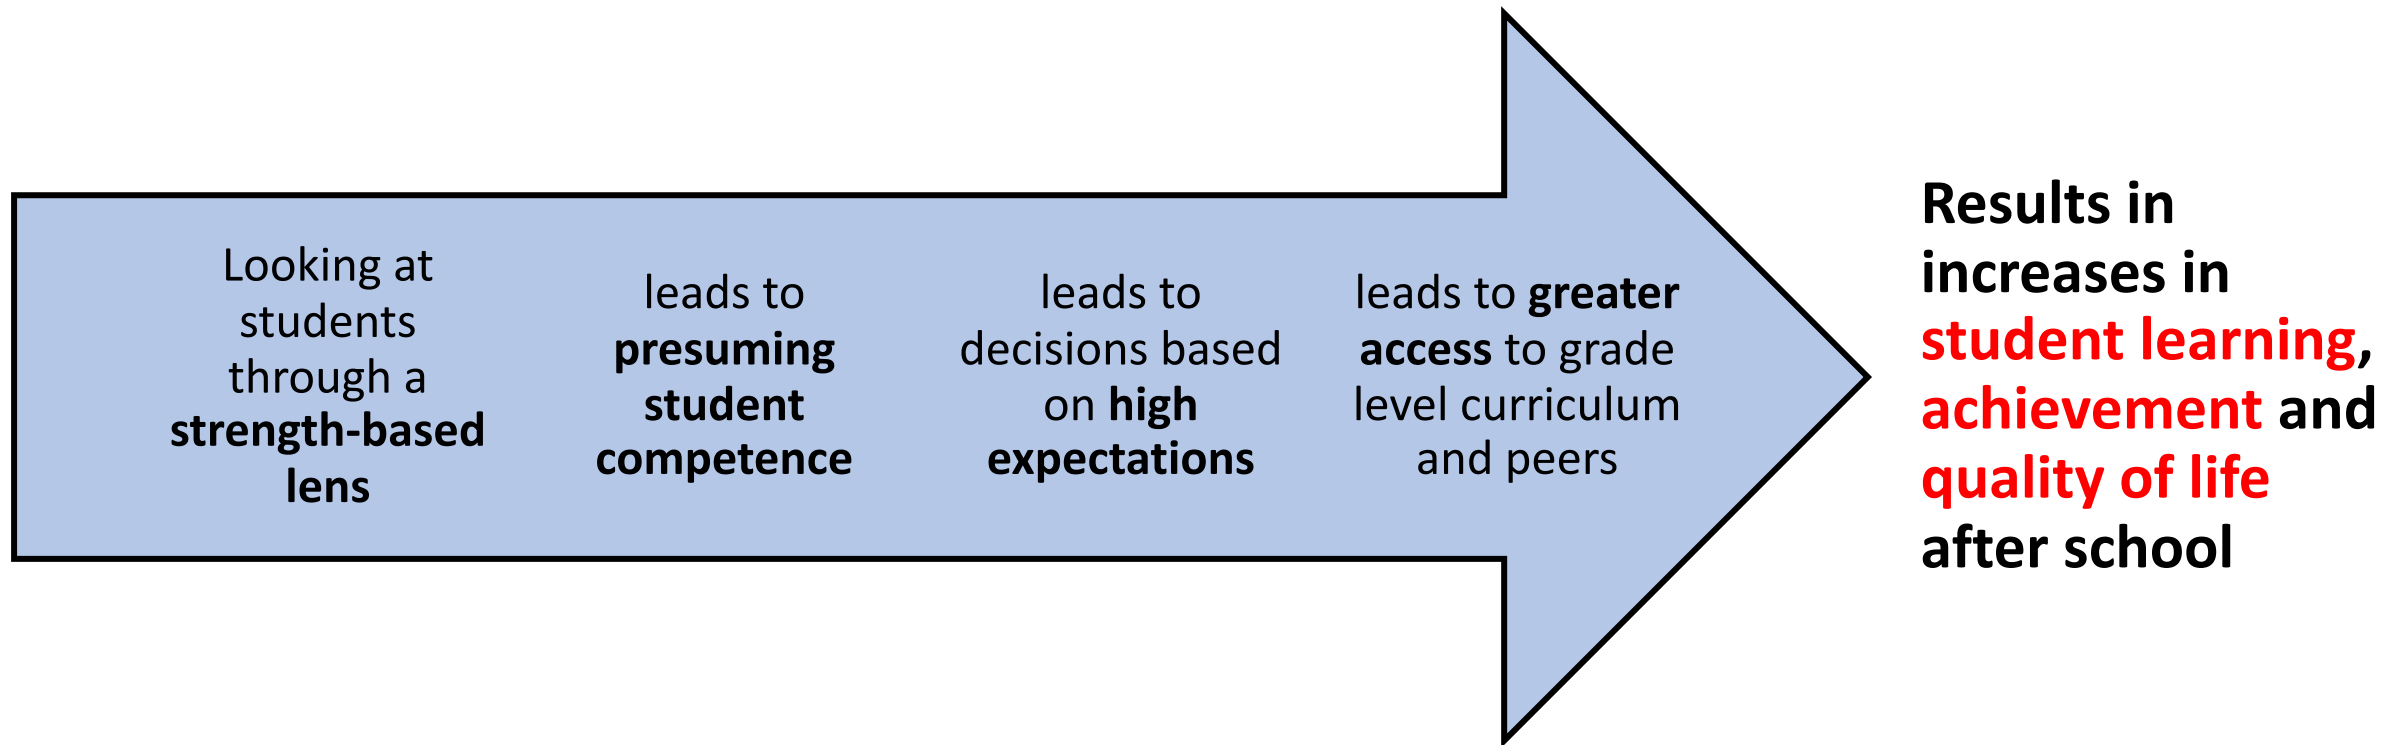 Looking at
students
through a
strength-based
lens
leads to
presuming
student
competence
leads to
decisions based
on high
expectations
leads to greater
access to grade
level curriculum
and peers
Results in
increases in
student learning,
achievement and
quality of life
after school